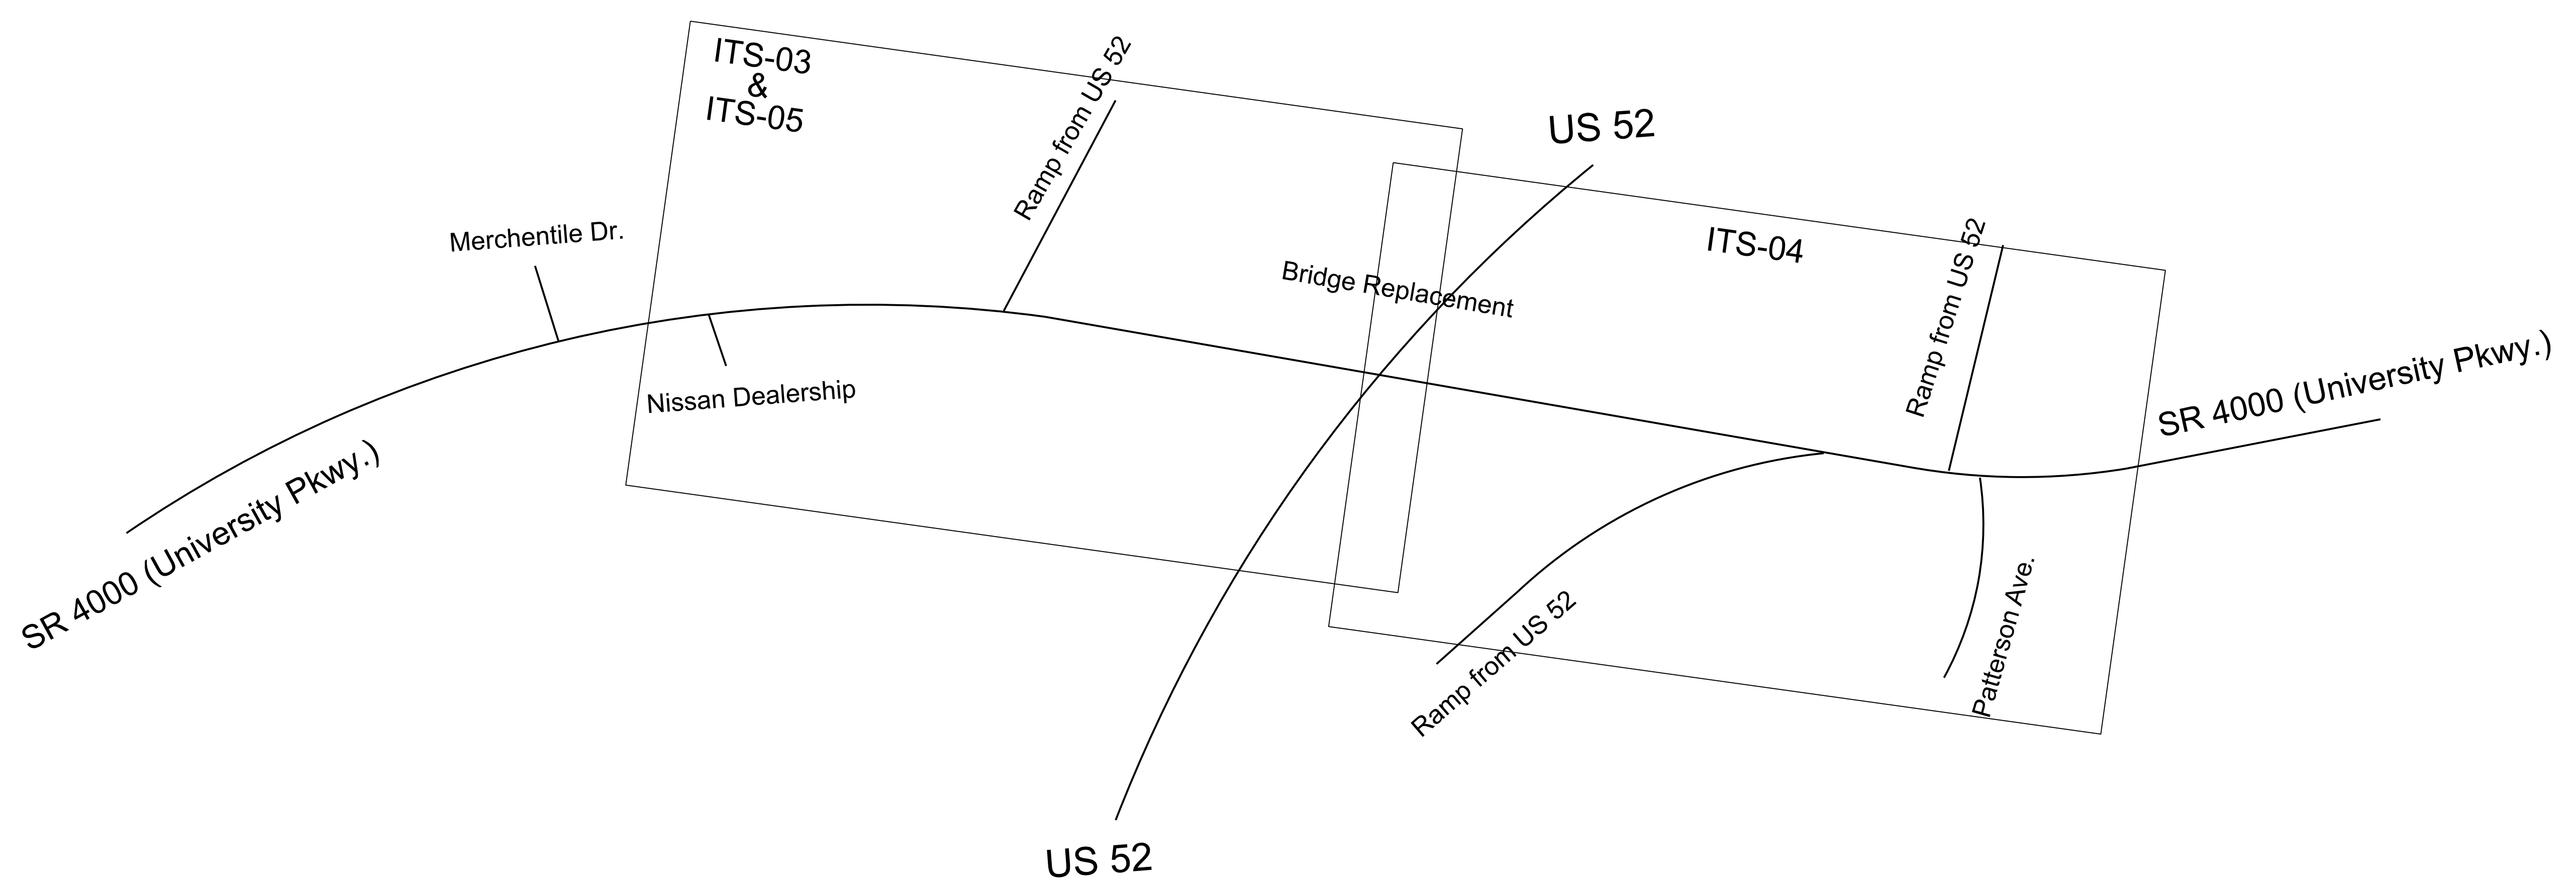 ITS-03
&
ITS-05
Ramp from US 52
US 52
Merchentile Dr.
ITS-04
Bridge Replacement
Ramp from US 52
Nissan Dealership
SR 4000 (University Pkwy.)
SR 4000 (University Pkwy.)
Ramp from US 52
Patterson Ave.
US 52